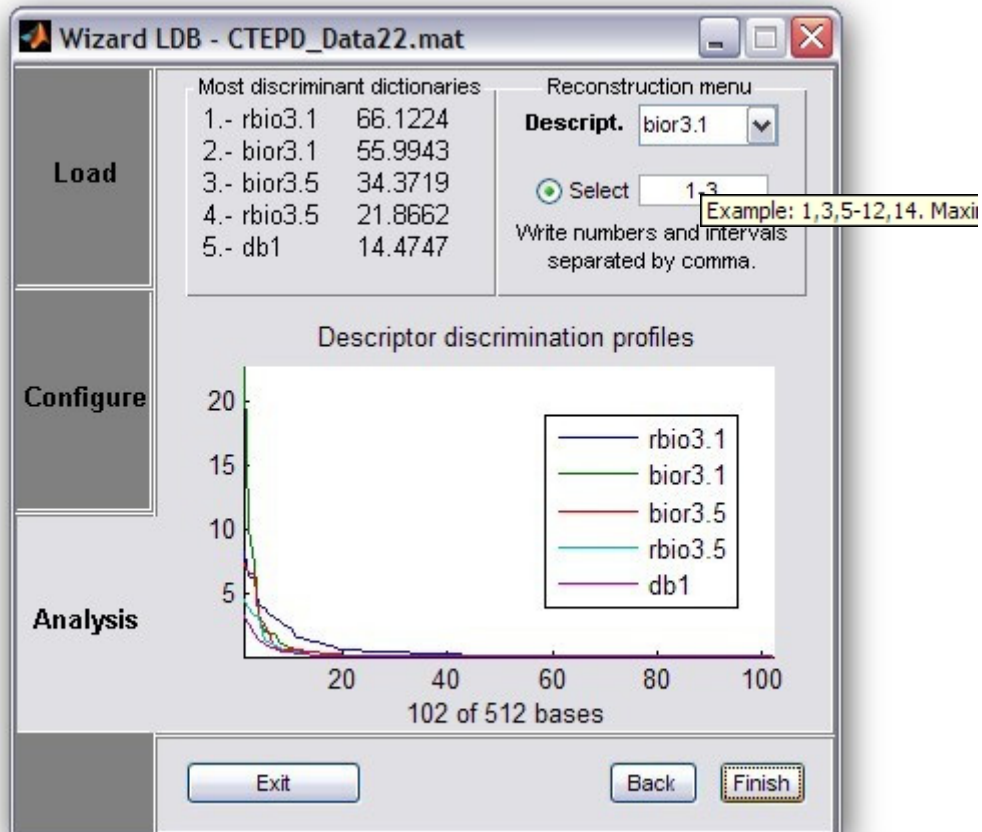 Wizard LDB - CTEPD_Data22.mat
Load
Configure
Analysis
Most discriminant dictionaries
1.- rbio3.1 66.1224
2.- bior3.1 55.9943
3.- bior3.5 34.3719
4.- rbio3.5 21.8662
5.- db1 14.4747
Reconstruction menu
Descript. bior3.1
Select 1-3
Example: 1,3,5-12,14. Maxi
Write numbers and intervals
separated by comma.
Descriptor discrimination profiles
20
15
10
5
rbio3.1
bior3.1
bior3.5
rbio3.5
db1
20 40 60 80 100
102 of 512 bases
Exit Back Finish